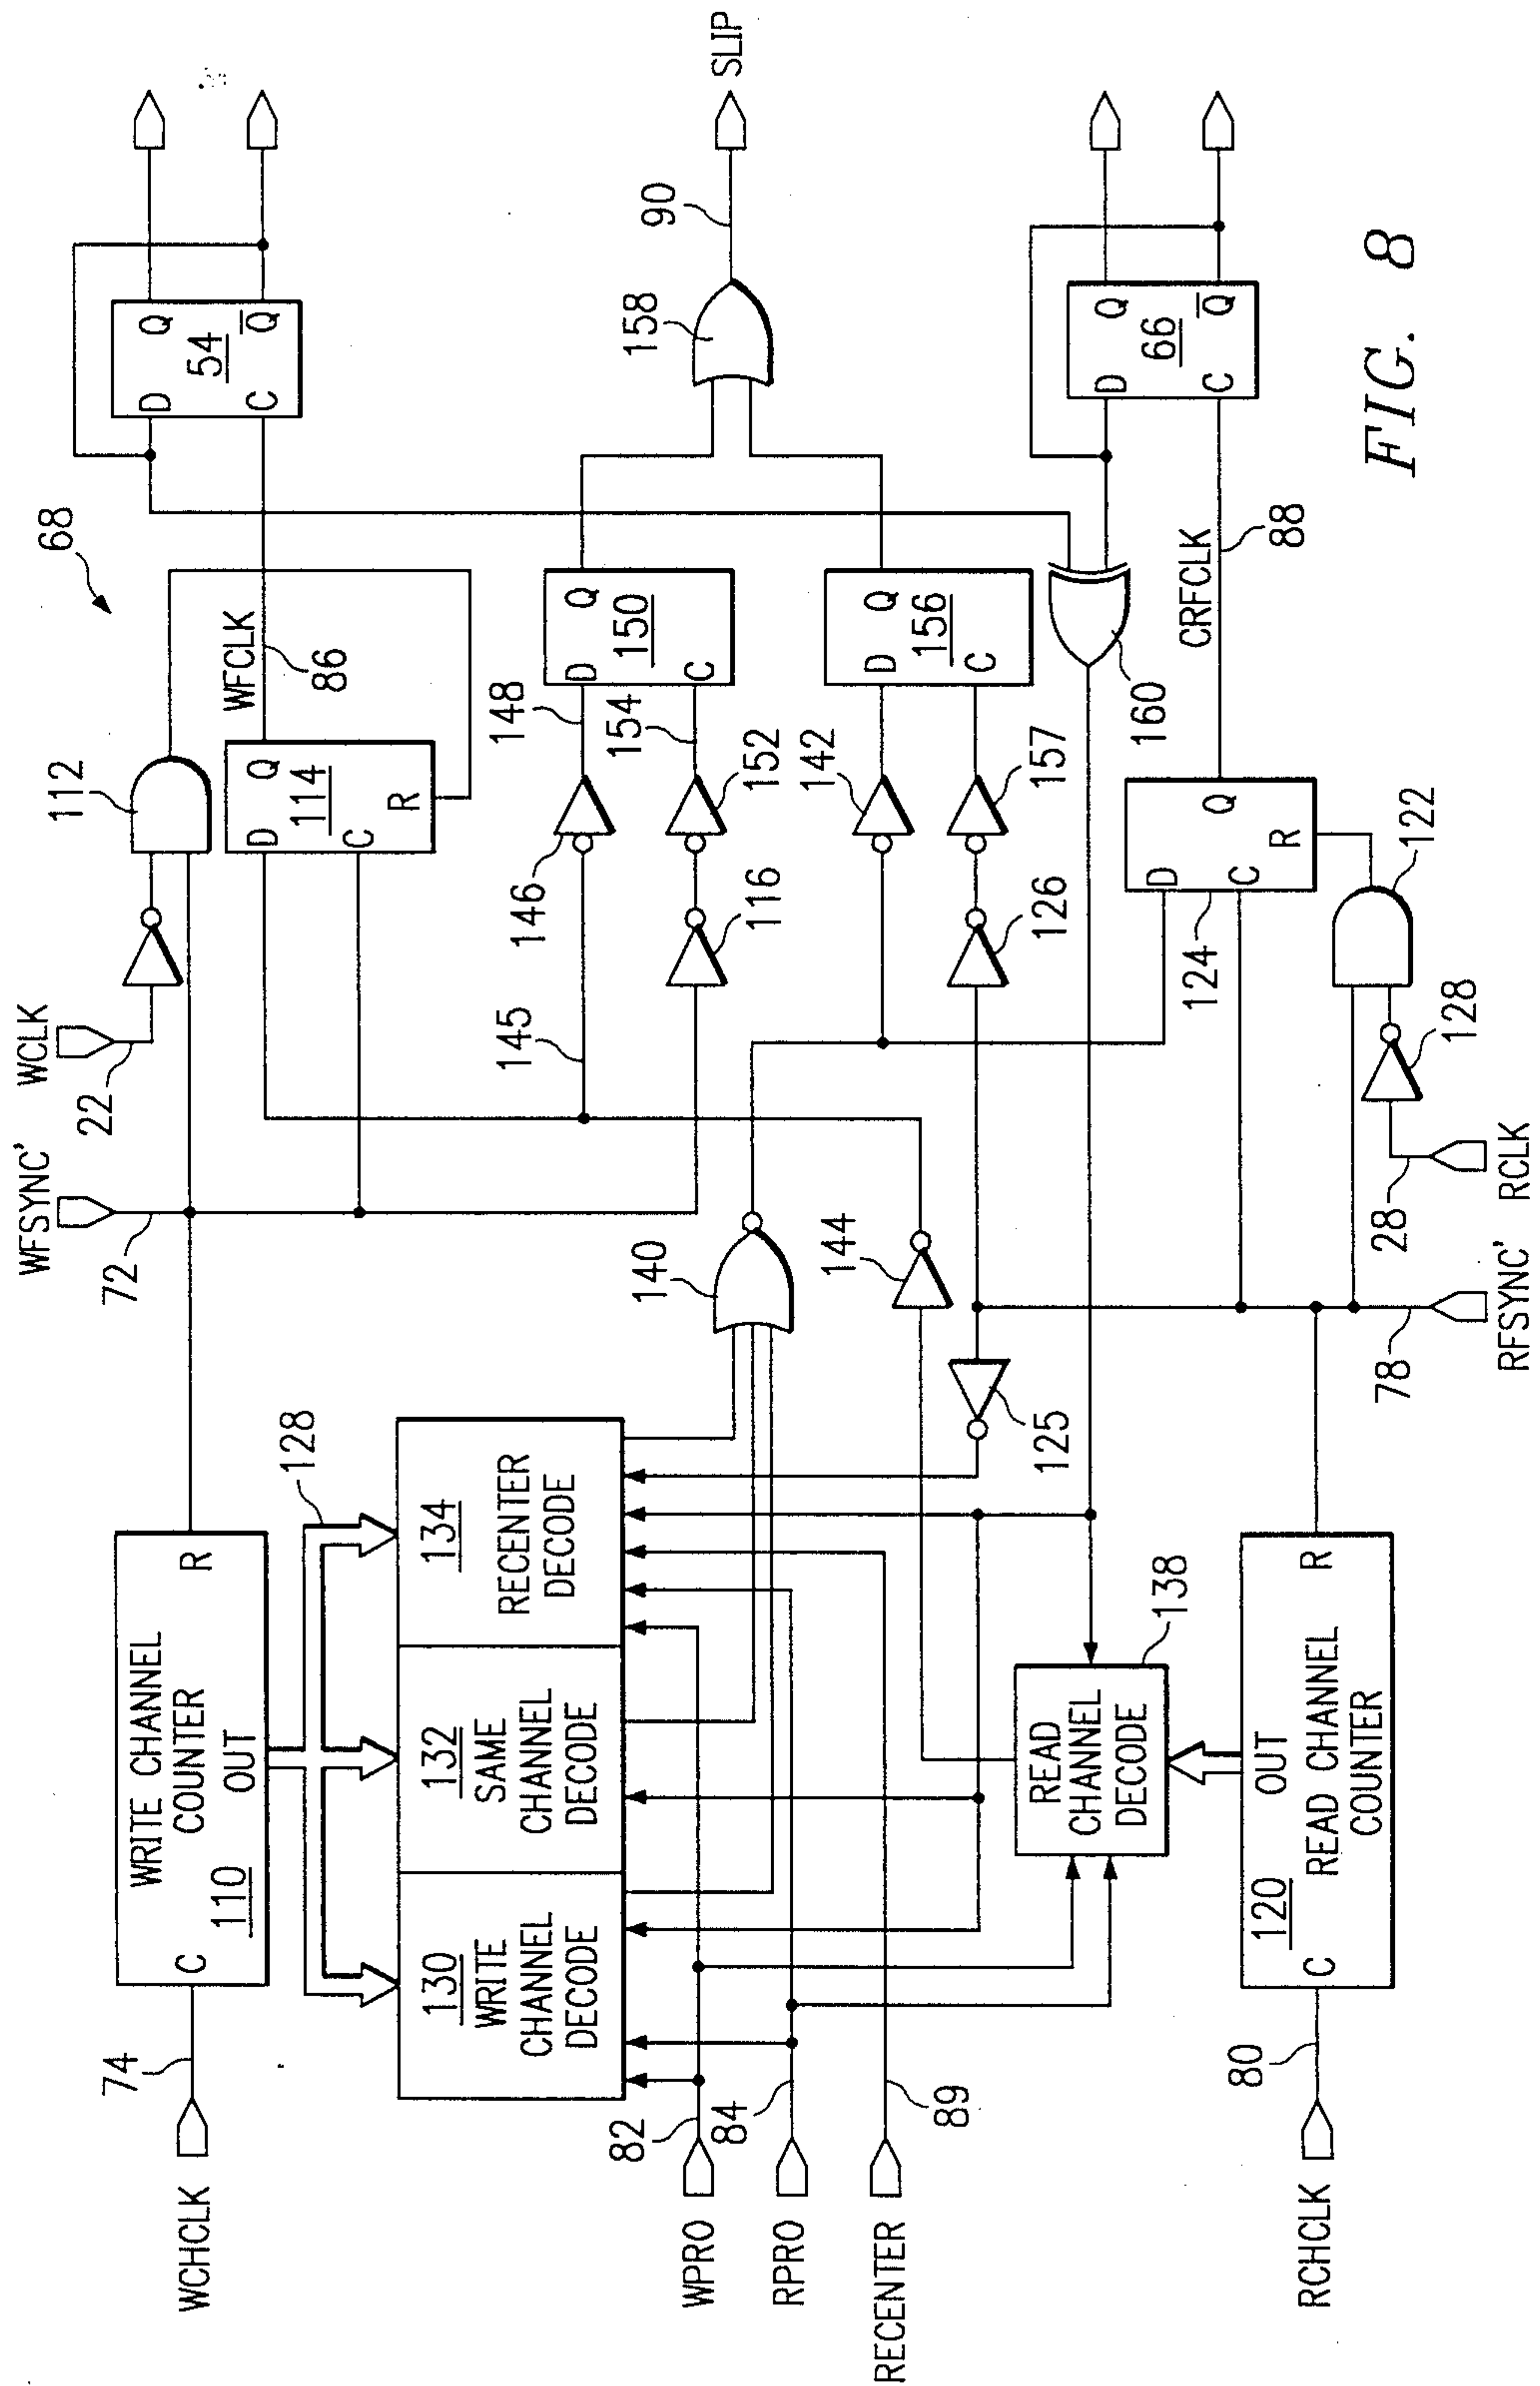 68
WFSYNC'
72
WCLK
22
112
WCHCLK
74
C
WRITE CHANNEL
COUNTER
110
OUT
R
128
D
Q
114
C
R
WFCLK
86
D
Q
54
C
Q
130
WRITE
CHANNEL
DECODE
132
SAME
CHANNEL
DECODE
134
RECENTER
DECODE
140
145
146
148
D
Q
150
C
116
152
154
158
90
SLIP
WPRO
82
RPRO
84
RECENTER
89
144
125
142
D
Q
156
C
126
157
160
READ
CHANNEL
DECODE
138
RCHCLK
80
C
120
OUT
READ CHANNEL
COUNTER
R
78
RFSYNC'
28
RCLK
128
122
124
D
Q
C
R
CRFCLK
88
D
Q
66
C
Q
FIG. 8